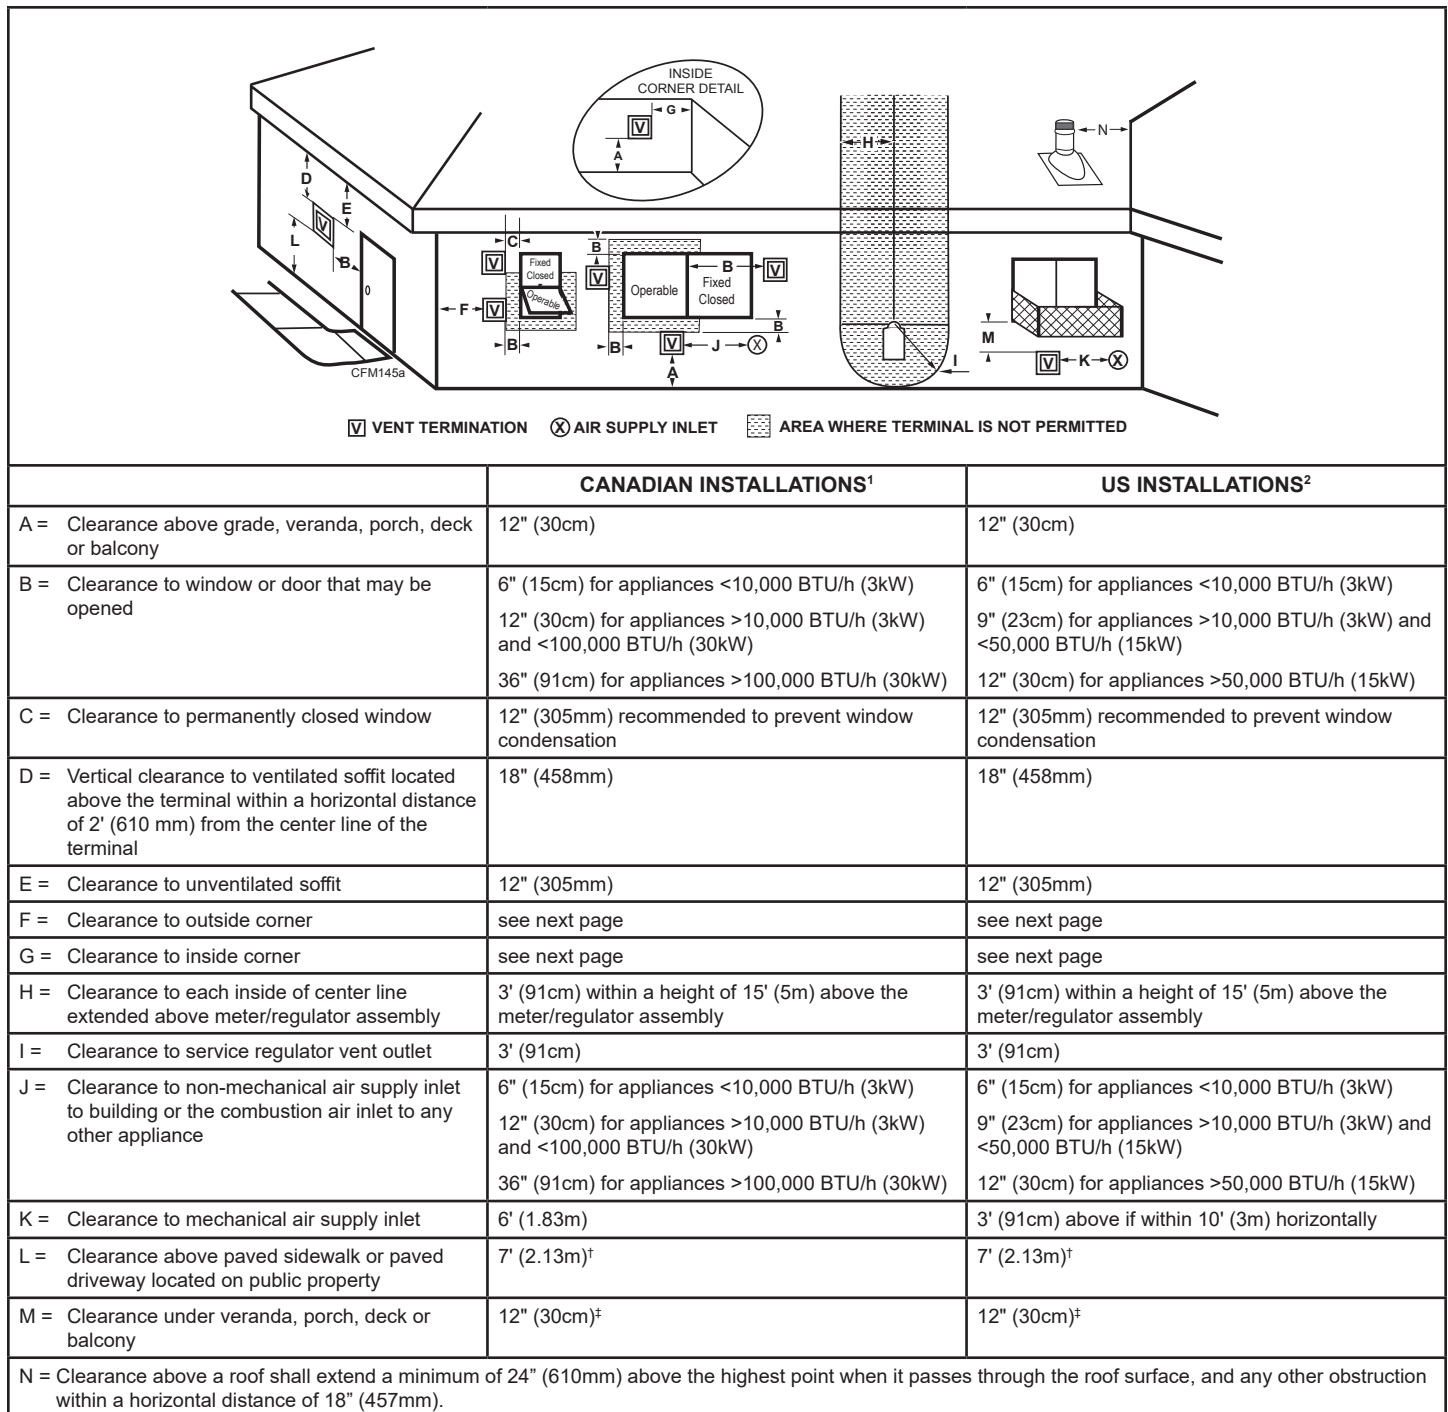 INSIDE
CORNER DETAIL
G
V
A
N
H
D
E
V
L
B
C
V
Fixed
Closed
Operable
F
V
B
B
V
Operable
B
Fixed
Closed
V
B
B
V
J
X
A
I
M
V
K
X
CFM145a
V VENT TERMINATION X AIR SUPPLY INLET AREA WHERE TERMINAL IS NOT PERMITTED
CANADIAN INSTALLATIONS¹ US INSTALLATIONS²
A = Clearance above grade, veranda, porch, deck
or balcony
12" (30cm)
12" (30cm)
B = Clearance to window or door that may be
opened
6" (15cm) for appliances <10,000 BTU/h (3kW)
12" (30cm) for appliances >10,000 BTU/h (3kW)
and <100,000 BTU/h (30kW)
36" (91cm) for appliances >100,000 BTU/h (30kW)
6" (15cm) for appliances <10,000 BTU/h (3kW)
9" (23cm) for appliances >10,000 BTU/h (3kW) and
<50,000 BTU/h (15kW)
12" (30cm) for appliances >50,000 BTU/h (15kW)
C = Clearance to permanently closed window
12" (305mm) recommended to prevent window
condensation
12" (305mm) recommended to prevent window
condensation
D = Vertical clearance to ventilated soffit located
above the terminal within a horizontal distance
of 2' (610 mm) from the center line of the
terminal
18" (458mm)
18" (458mm)
E = Clearance to unventilated soffit
12" (305mm)
12" (305mm)
F = Clearance to outside corner
see next page
see next page
G = Clearance to inside corner
see next page
see next page
H = Clearance to each inside of center line
extended above meter/regulator assembly
3' (91cm) within a height of 15' (5m) above the
meter/regulator assembly
3' (91cm) within a height of 15' (5m) above the
meter/regulator assembly
I = Clearance to service regulator vent outlet
3' (91cm)
3' (91cm)
J = Clearance to non-mechanical air supply inlet
to building or the combustion air inlet to any
other appliance
6" (15cm) for appliances <10,000 BTU/h (3kW)
12" (30cm) for appliances >10,000 BTU/h (3kW)
and <100,000 BTU/h (30kW)
36" (91cm) for appliances >100,000 BTU/h (30kW)
6" (15cm) for appliances <10,000 BTU/h (3kW)
9" (23cm) for appliances >10,000 BTU/h (3kW) and
<50,000 BTU/h (15kW)
12" (30cm) for appliances >50,000 BTU/h (15kW)
K = Clearance to mechanical air supply inlet
6' (1.83m)
3' (91cm) above if within 10' (3m) horizontally
L = Clearance above paved sidewalk or paved
driveway located on public property
7' (2.13m)†
7' (2.13m)†
M = Clearance under veranda, porch, deck or
balcony
12" (30cm)‡
12" (30cm)‡
N = Clearance above a roof shall extend a minimum of 24” (610mm) above the highest point when it passes through the roof surface, and any other obstruction
within a horizontal distance of 18” (457mm).